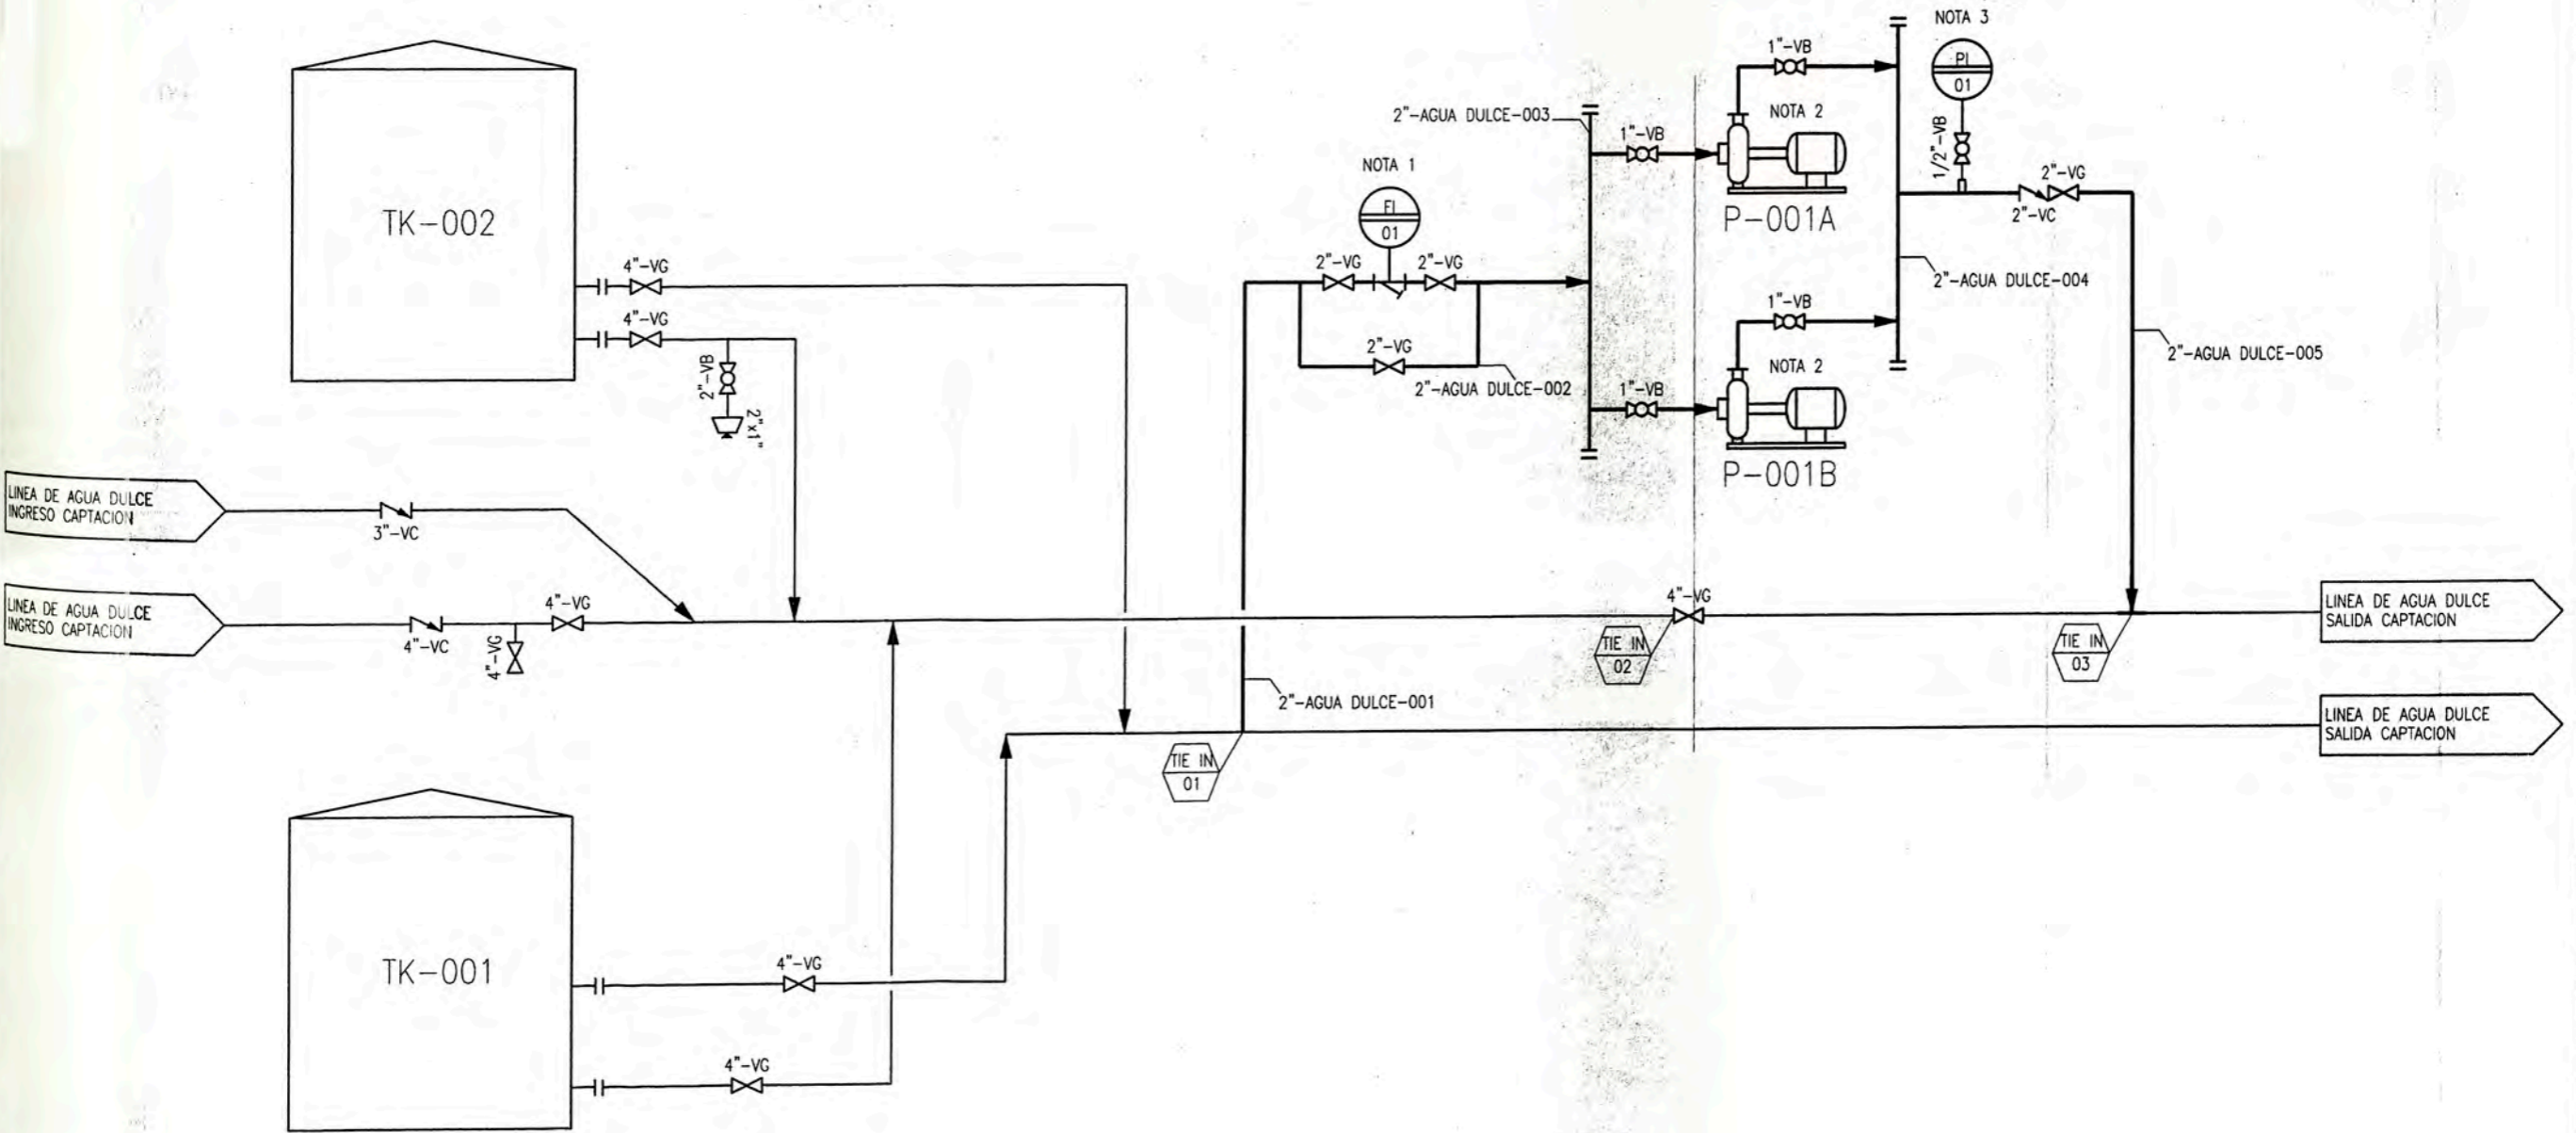 NOTA 3
1"-VB
PI
01
NOTA 2
2"-AGUA DULCE-003
1"-VB
1/2"-VB
NOTA 1
2"-VG
2"-VC
P-001A
TK-002
FI
01
4"-VG
2"-VG
2"-VG
2"-AGUA DULCE-004
1"-VB
4"-VG
2"-VG
2"-AGUA DULCE-002
NOTA 2
2"-AGUA DULCE-005
2"-VB
1"-VB
2"x1"
P-001B
LINEA DE AGUA DULCE
INGRESO CAPTACION
3"-VC
LINEA DE AGUA DULCE
INGRESO CAPTACION
4"-VC
4"-VG
4"-VG
4"-VG
TIE IN
02
TIE IN
03
LINEA DE AGUA DULCE
SALIDA CAPTACION
2"-AGUA DULCE-001
LINEA DE AGUA DULCE
SALIDA CAPTACION
TIE IN
01
TK-001
4"-VG
4"-VG